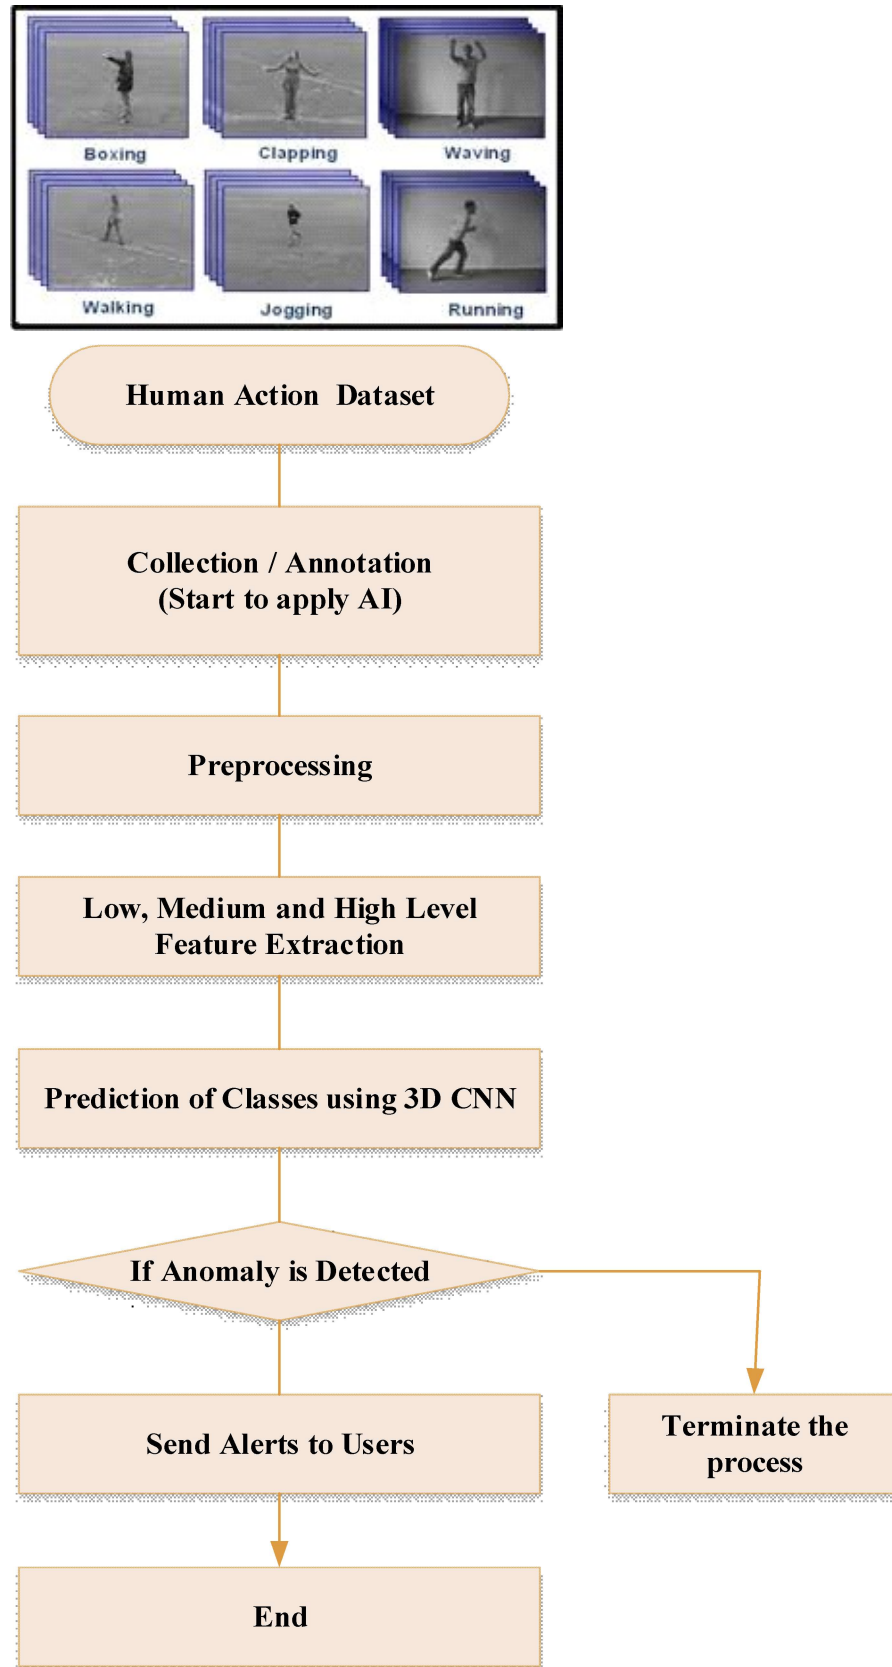 Boxing
Clapping
Waving
Walking
Jogging
Running
Human Action Dataset
Collection / Annotation
(Start to apply AI)
Preprocessing
Low, Medium and High Level
Feature Extraction
Prediction of Classes using 3D CNN
If Anomaly is Detected
Send Alerts to Users
Terminate the
process
End